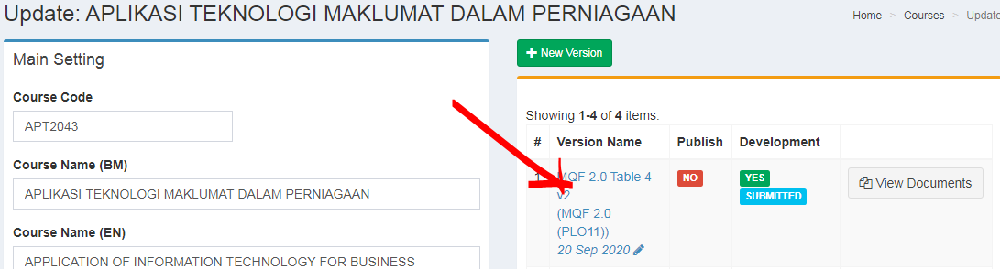 Update: APLIKASI TEKNOLOGI MAKLUMAT DALAM PERNIAGAAN
Home > Courses > Update
Main Setting
Course Code
APT2043
Course Name (BM)
APLIKASI TEKNOLOGI MAKLUMAT DALAM PERNIAGAAN
Course Name (EN)
APPLICATION OF INFORMATION TECHNOLOGY FOR BUSINESS
New Version
Showing 1-4 of 4 items.
# Version Name Publish Development
1 MQF 2.0 Table 4 NO YES View Documents
v2 SUBMITTED
(MQF 2.0
(PLO11))
20 Sep 2020